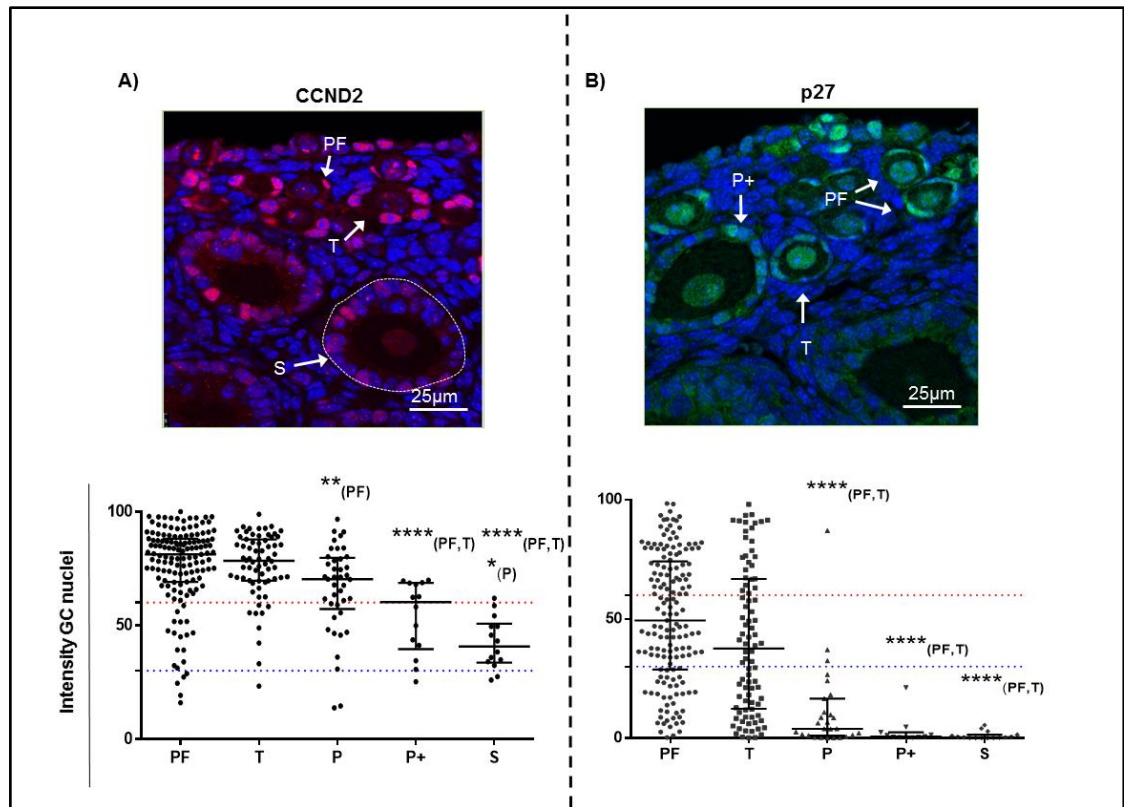 A)
CCND2
PF
T
S
25µm
Intensity GC nuclei
100
50
0
**(PF)
****(PF,T)
****(PF,T)
*(P)
PF
T
P
P+
S
B)
p27
P+
PF
T
25µm
100
50
0
****(PF,T)
****(PF,T)
****(PF,T)
PF
T
P
P+
S